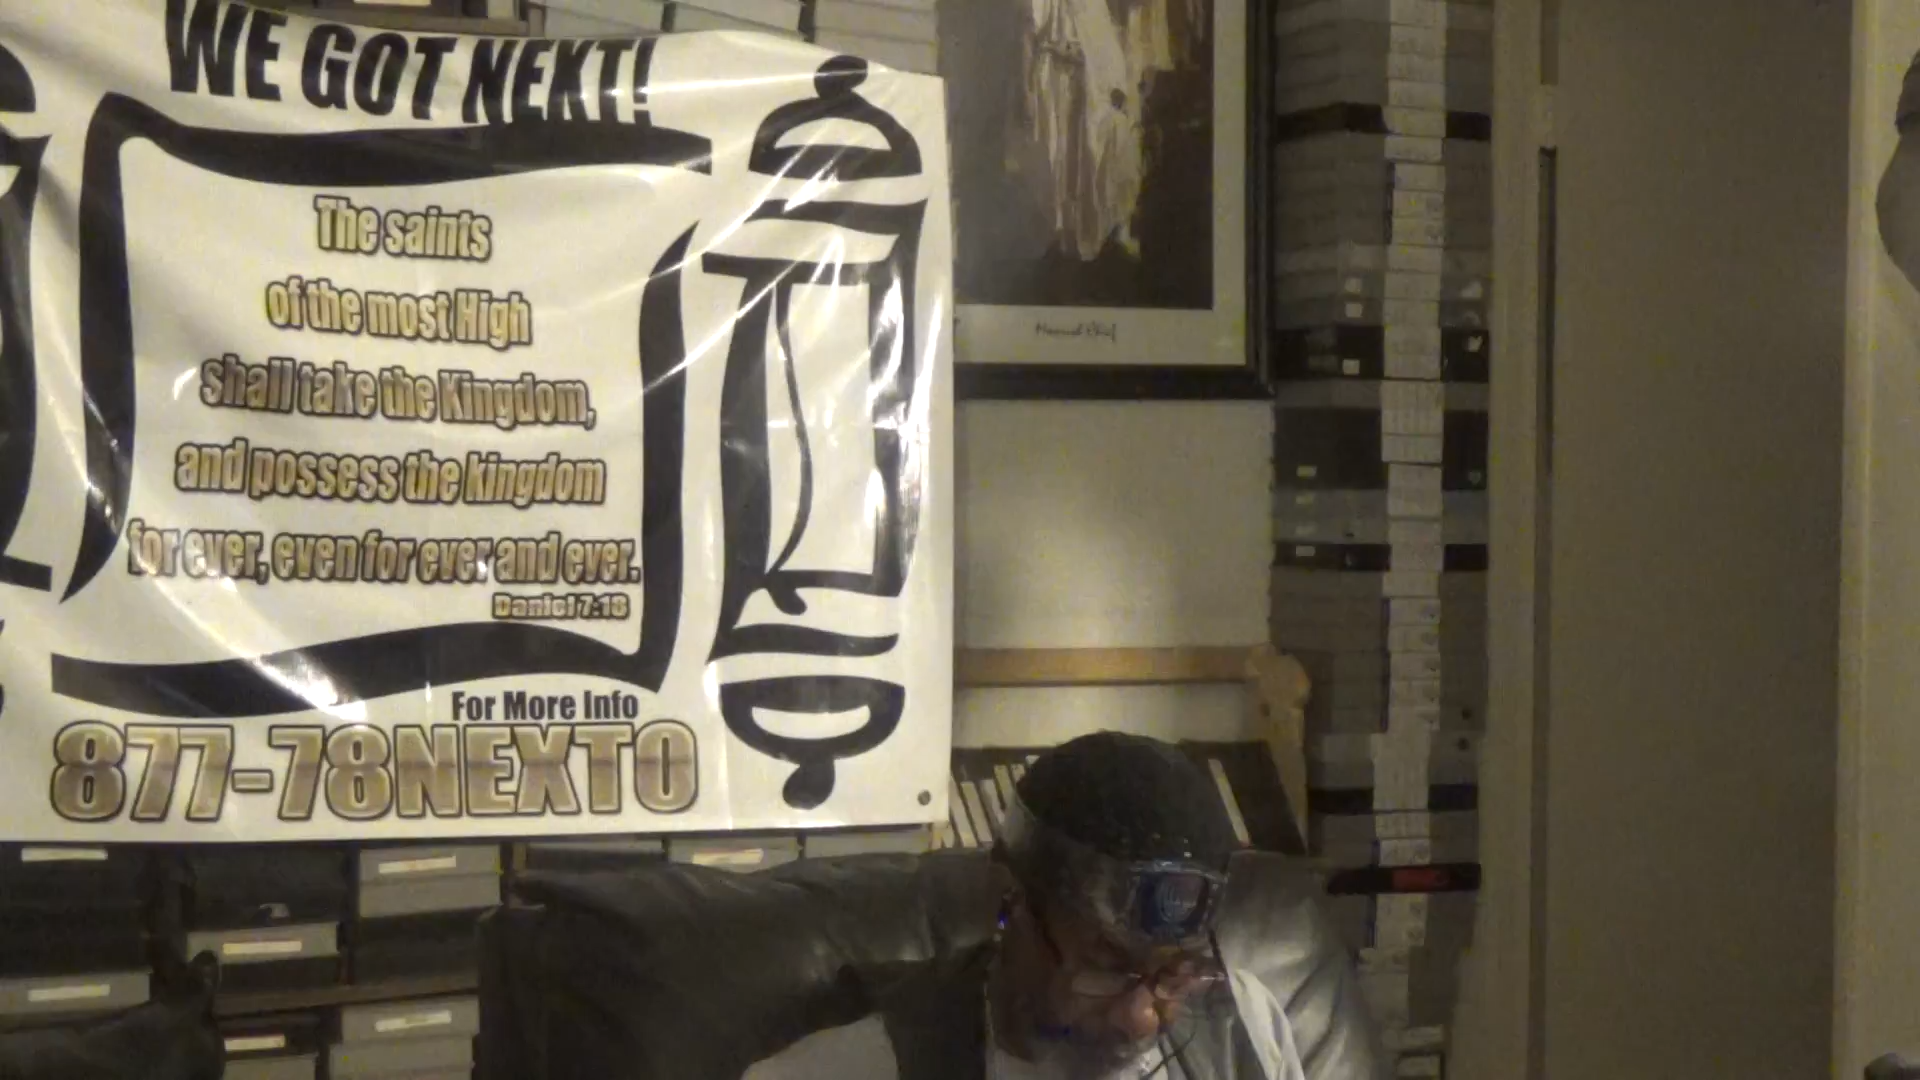 WE GOT NEXT!
The saints
of the most High
shall take the Kingdom,
and possess the kingdom
for ever, even for ever and ever.
Daniel 7:18
For More Info
877-78NEXT0